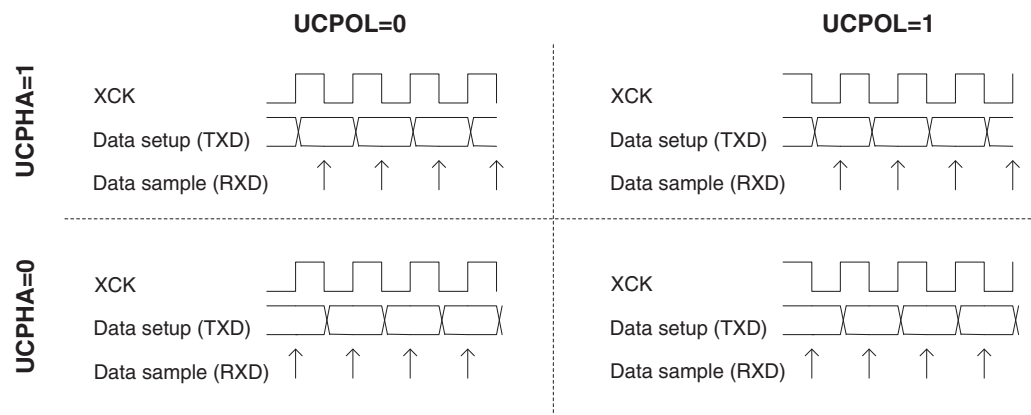 UCPOL=0
UCPOL=1
UCPHA=1
XCK
Data setup (TXD)
Data sample (RXD)
XCK
Data setup (TXD)
Data sample (RXD)
UCPHA=0
XCK
Data setup (TXD)
Data sample (RXD)
XCK
Data setup (TXD)
Data sample (RXD)